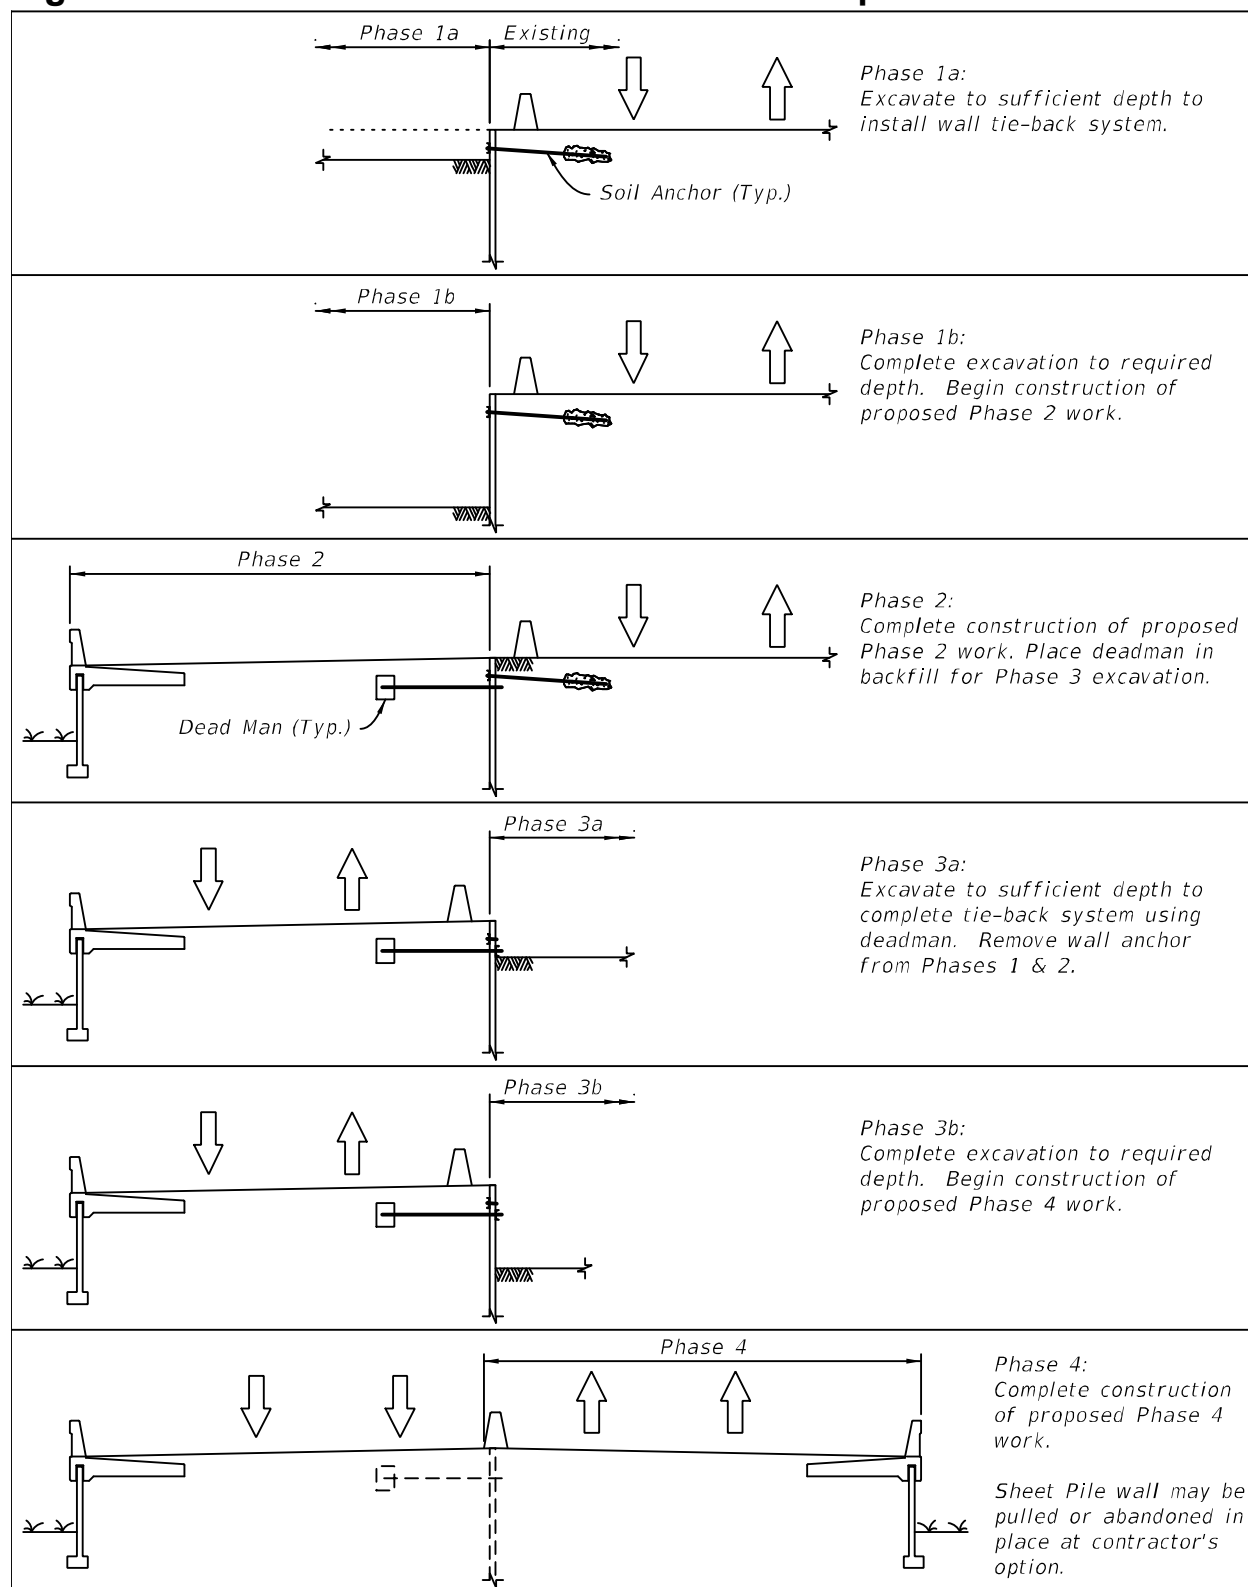 Phase 1a
Existing
Phase 1a:
Excavate to sufficient depth to
install wall tie-back system.
Soil Anchor (Typ.)
Phase 1b
Phase 1b:
Complete excavation to required
depth. Begin construction of
proposed Phase 2 work.
Phase 2
Phase 2:
Complete construction of proposed
Phase 2 work. Place deadman in
backfill for Phase 3 excavation.
Dead Man (Typ.)
Phase 3a
Phase 3a:
Excavate to sufficient depth to
complete tie-back system using
deadman. Remove wall anchor
from Phases 1 & 2.
Phase 3b
Phase 3b:
Complete excavation to required
depth. Begin construction of
proposed Phase 4 work.
Phase 4
Phase 4:
Complete construction
of proposed Phase 4
work.
Sheet Pile wall may be
pulled or abandoned in
place at contractor's
option.